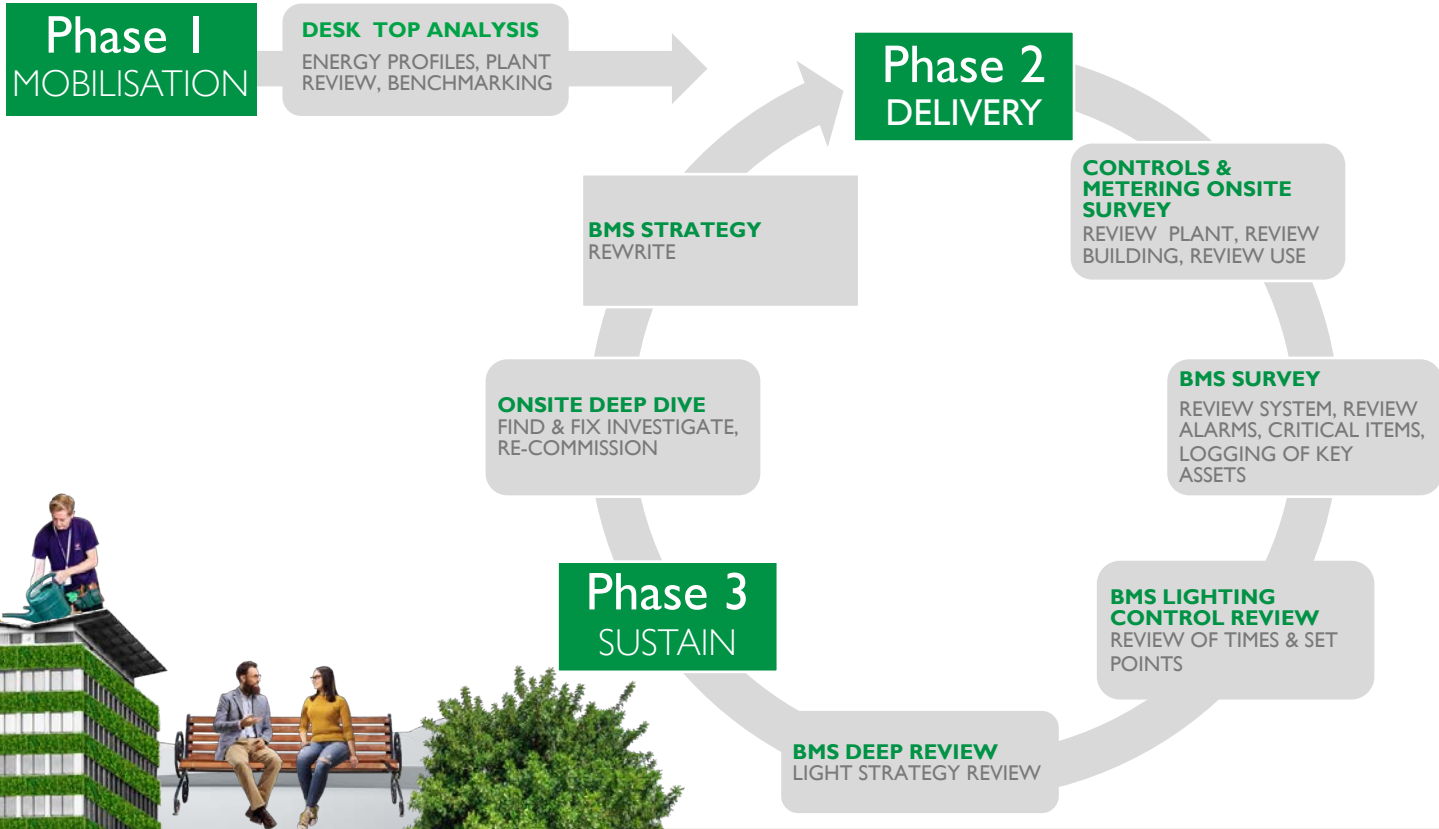 Phase 1
MOBILISATION
DESK TOP ANALYSIS
ENERGY PROFILES, PLANT
REVIEW, BENCHMARKING
Phase 2
DELIVERY
CONTROLS &
METERING ONSITE
SURVEY
REVIEW PLANT, REVIEW
BUILDING, REVIEW USE
BMS SURVEY
REVIEW SYSTEM, REVIEW
ALARMS, CRITICAL ITEMS,
LOGGING OF KEY
ASSETS
BMS LIGHTING
CONTROL REVIEW
REVIEW OF TIMES & SET
POINTS
BMS DEEP REVIEW
LIGHT STRATEGY REVIEW
Phase 3
SUSTAIN
ONSITE DEEP DIVE
FIND & FIX INVESTIGATE,
RE-COMMISSION
BMS STRATEGY
REWRITE